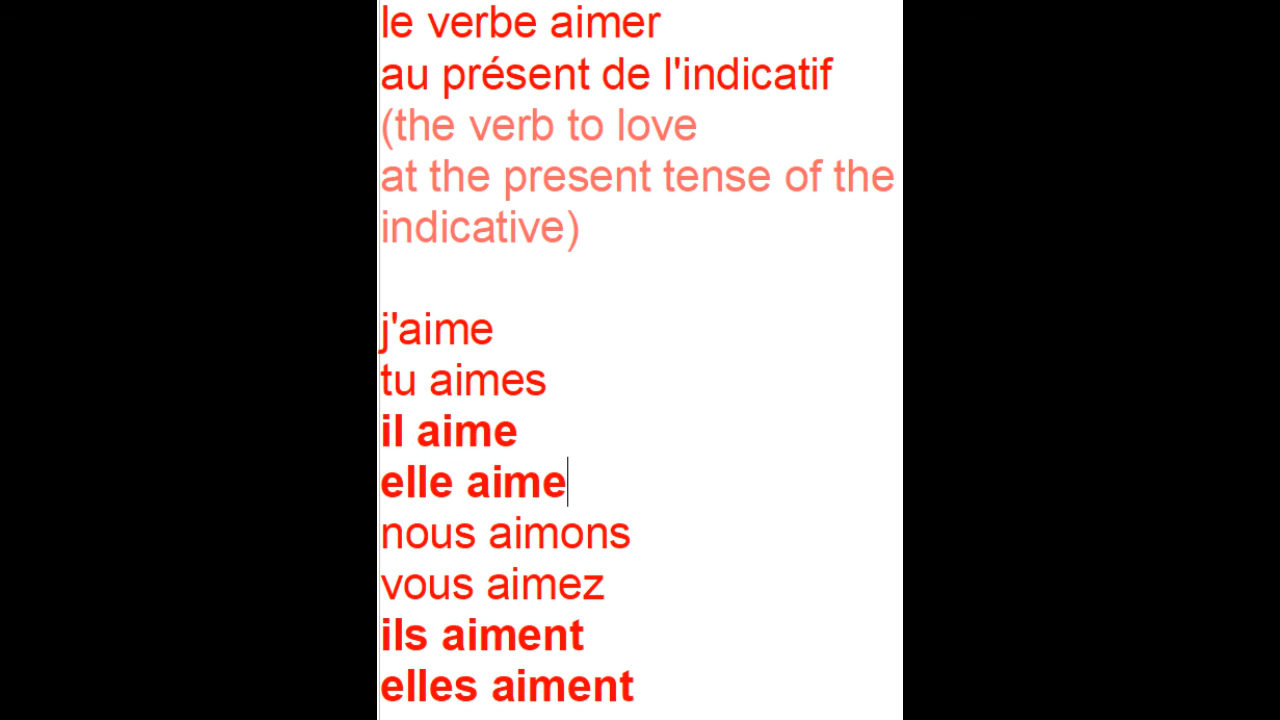 le verbe aimer
au présent de l'indicatif
(the verb to love
at the present tense of the
indicative)
j'aime
tu aimes
il aime
elle aime
nous aimons
vous aimez
ils aiment
elles aiment